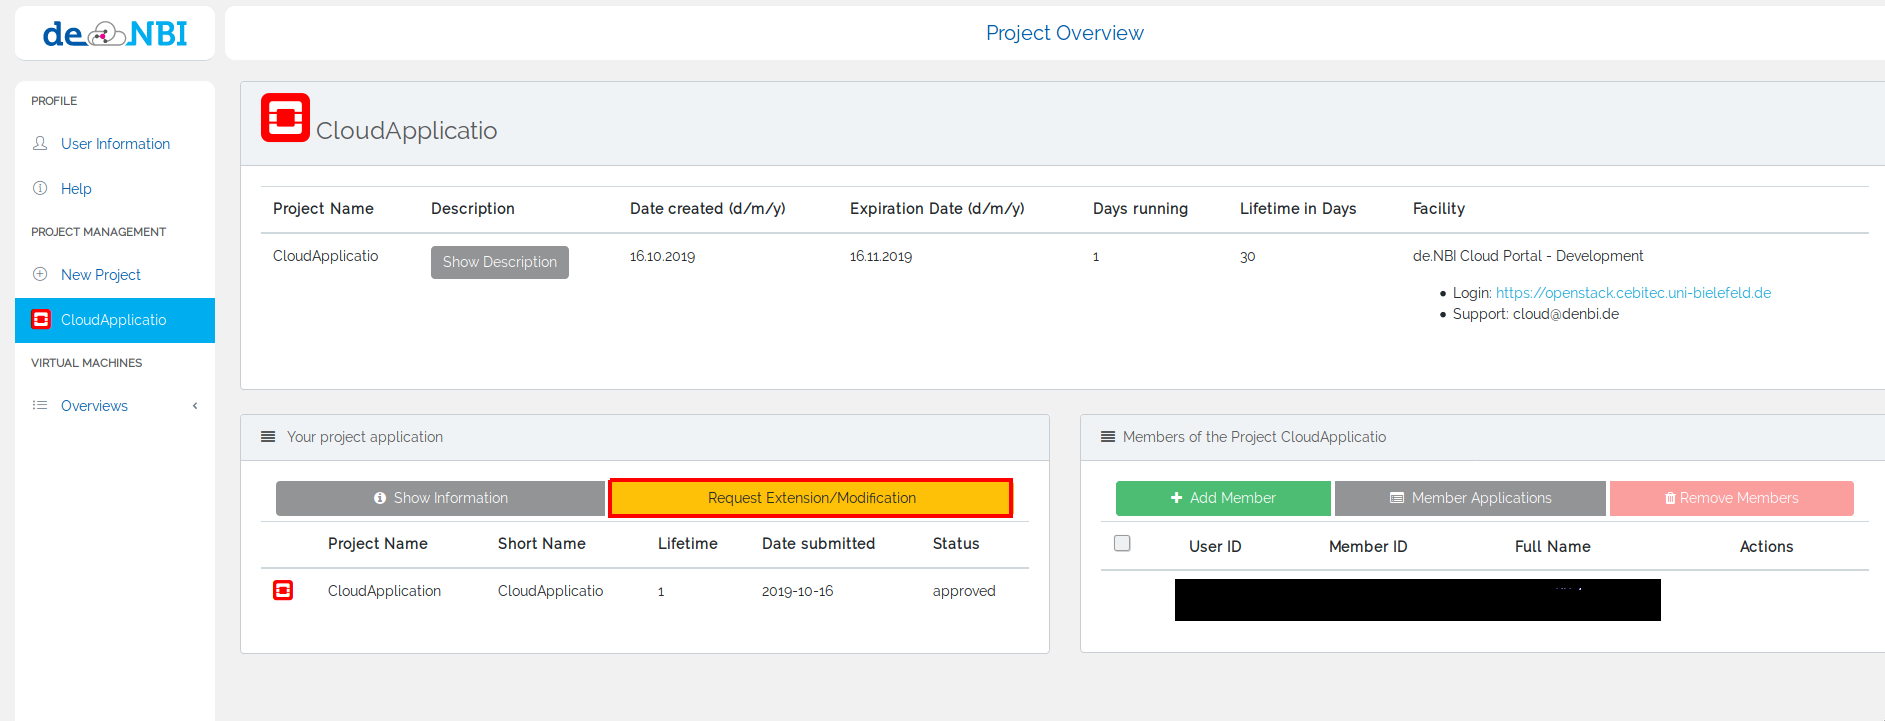 de NBI
Project Overview
PROFILE
User Information
Help
PROJECT MANAGEMENT
New Project
CloudApplicatio
VIRTUAL MACHINES
Overviews
CloudApplicatio
Project Name Description Date created (d/m/y) Expiration Date (d/m/y) Days running Lifetime in Days Facility
CloudApplicatio Show Description 16.10.2019 16.11.2019 1 30 de.NBI Cloud Portal - Development
• Login: https://openstack.cebitec.uni-bielefeld.de
• Support: cloud@denbi.de
Your project application
Show Information Request Extension/Modification
Project Name Short Name Lifetime Date submitted Status
CloudApplication CloudApplicatio 1 2019-10-16 approved
Members of the Project CloudApplicatio
Add Member Member Applications Remove Members
User ID Member ID Full Name Actions